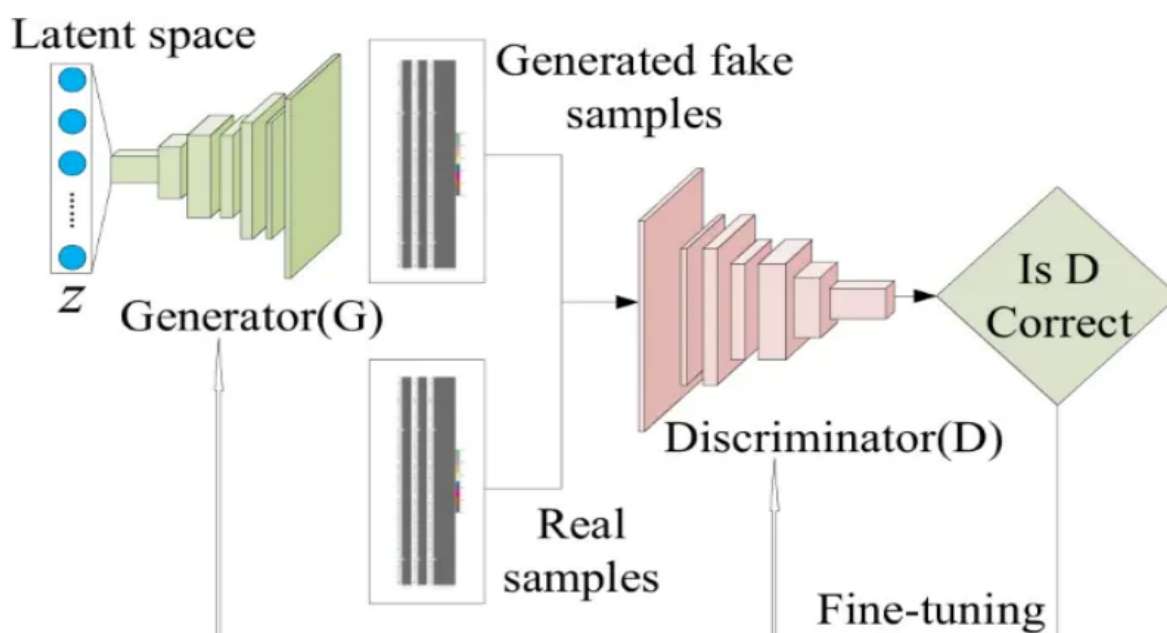 Latent space
z
Generator(G)
Generated fake
samples
Real
samples
Discriminator(D)
Is D
Correct
Fine-tuning